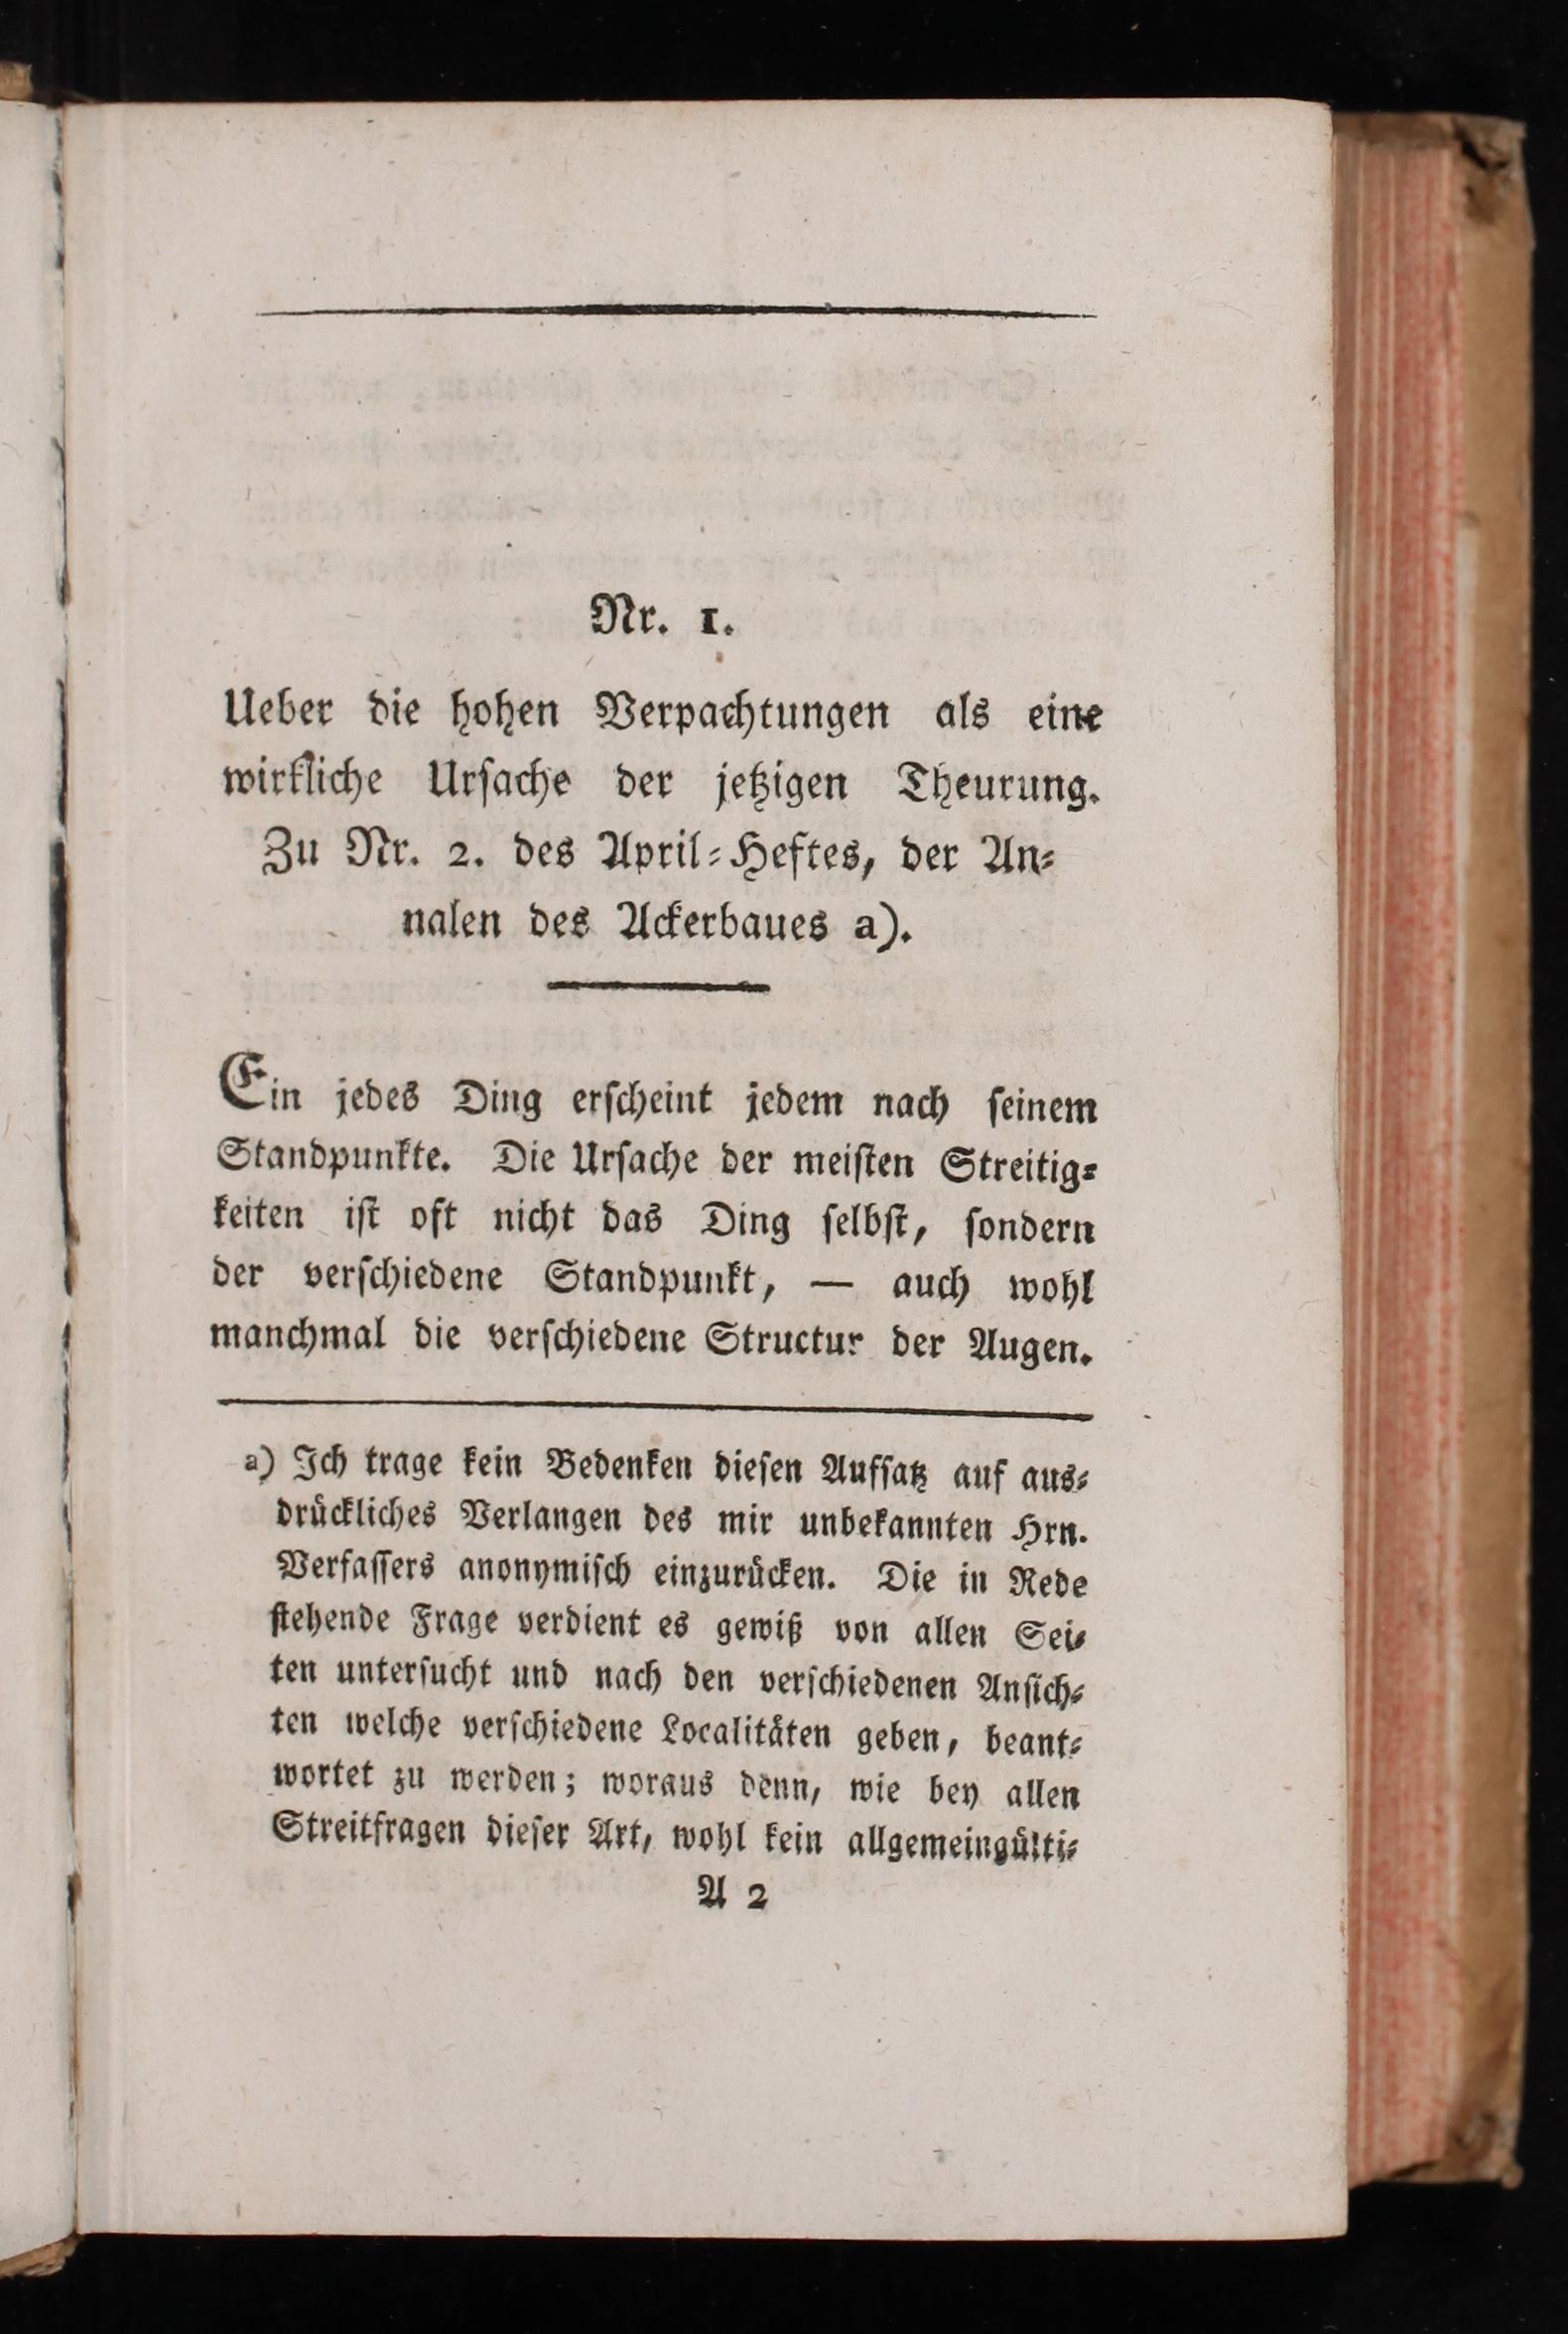 Nr. 1.
Ueber die hohen Verpachtungen als eine
wirkliche Ursache der jetzigen Theurung.
Zu Nr. 2. des April-Heftes, der An-
nalen des Ackerbaues a).
Ein jedes Ding erscheint jedem nach seinem
Standpunkte. Die Ursache der meisten Streitig-
keiten ist oft nicht das Ding selbst, sondern
der verschiedene Standpunkt, — auch wohl
manchmal die verschiedene Structur der Augen.
a) Ich trage kein Bedenken diesen Aufsatz auf aus-
drückliches Verlangen des mir unbekannten Hrn.
Verfassers anonymisch einzurücken. Die in Rede
stehende Frage verdient es gewiß von allen Sei-
ten untersucht und nach den verschiedenen Ansich-
ten welche verschiedene Localitäten geben, beant-
wortet zu werden; woraus denn, wie bey allen
Streitfragen dieser Art, wohl kein allgemeingülti-
A 2